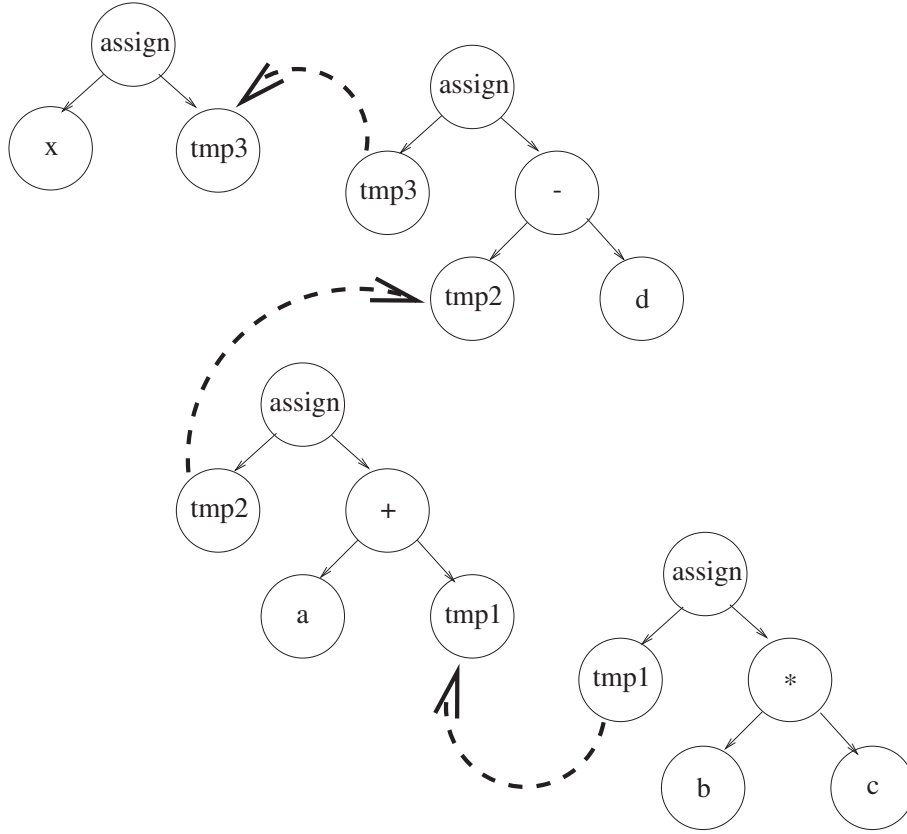 assign
x
tmp3
assign
tmp3
-
tmp2
d
assign
tmp2
+
a
tmp1
assign
tmp1
*
b
c